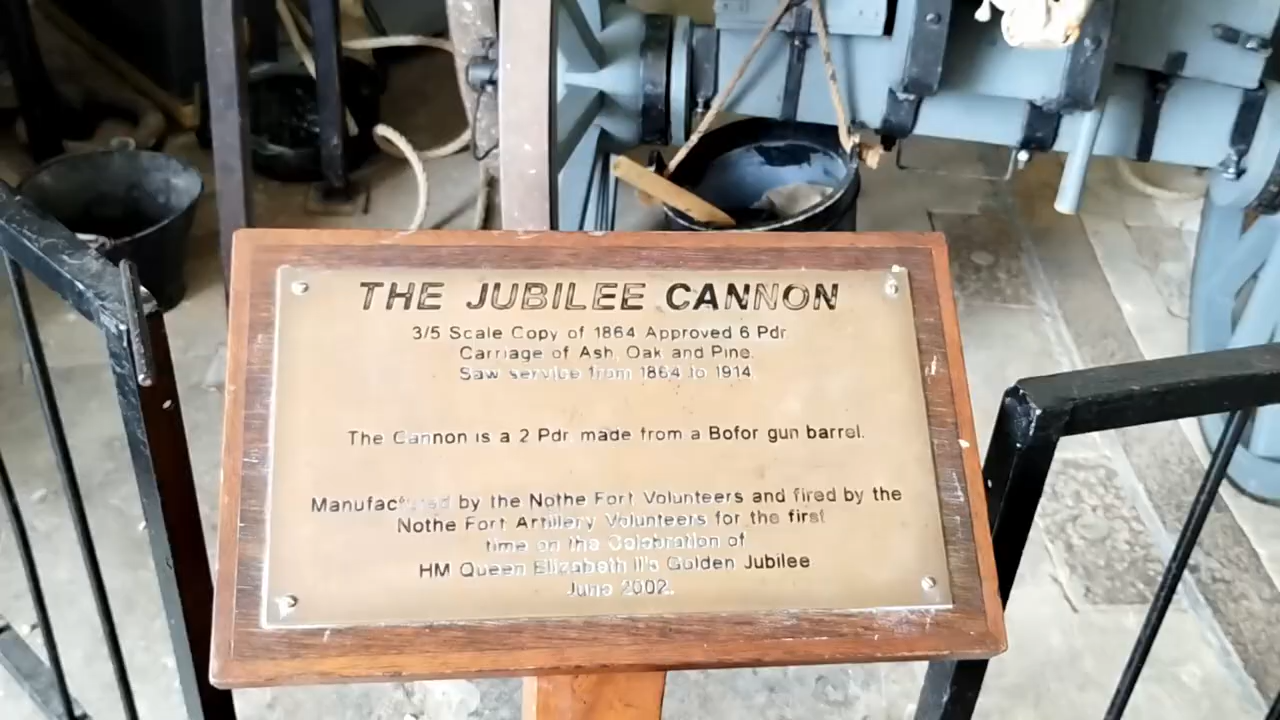 THE JUBILEE CANNON
3/5 Scale Copy of 1864 Approved 6 Pdr.
Carriage of Ash, Oak and Pine.
Saw service from 1864 to 1914.
The Cannon is a 2 Pdr. made from a Bofor gun barrel.
Manufactured by the Nothe Fort Volunteers and fired by the
Nothe Fort Artillery Volunteers for the first
time on the Celebration of
HM Queen Elizabeth II's Golden Jubilee
June 2002.